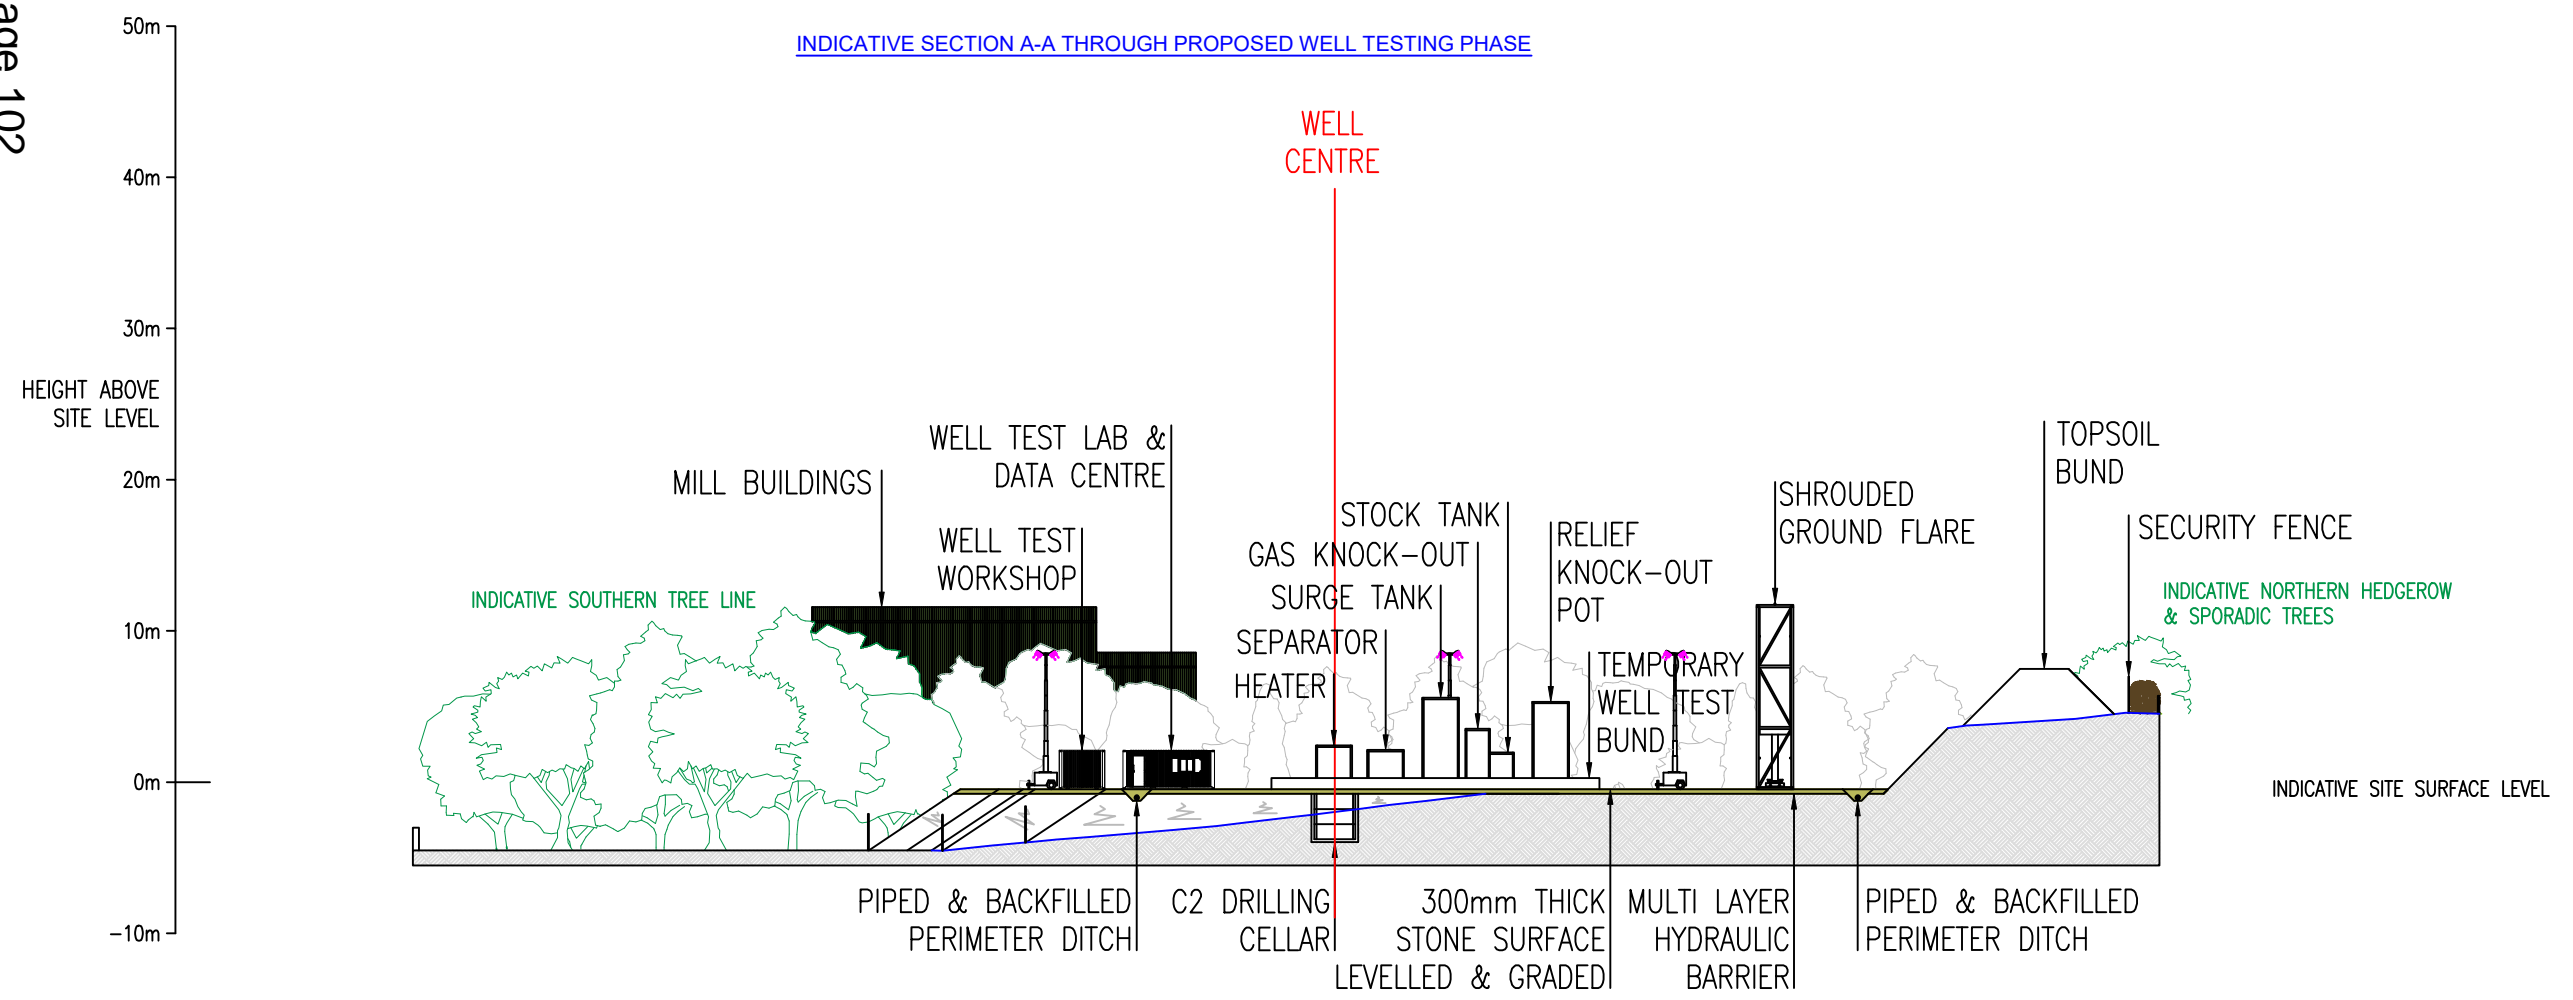 age 102
INDICATIVE SECTION A-A THROUGH PROPOSED WELL TESTING PHASE
50m
40m
30m
20m
10m
0m
-10m
HEIGHT ABOVE
SITE LEVEL
WELL
CENTRE
WELL TEST LAB &
DATA CENTRE
MILL BUILDINGS
WELL TEST
WORKSHOP
INDICATIVE SOUTHERN TREE LINE
STOCK TANK
GAS KNOCK-OUT
SURGE TANK
SEPARATOR
HEATER
RELIEF
KNOCK-OUT
POT
TEMPORARY
WELL TEST
BUND
SHROUDED
GROUND FLARE
TOPSOIL
BUND
SECURITY FENCE
INDICATIVE NORTHERN HEDGEROW
& SPORADIC TREES
INDICATIVE SITE SURFACE LEVEL
PIPED & BACKFILLED
PERIMETER DITCH
C2 DRILLING
CELLAR
300mm THICK
STONE SURFACE
LEVELLED & GRADED
MULTI LAYER
HYDRAULIC
BARRIER
PIPED & BACKFILLED
PERIMETER DITCH